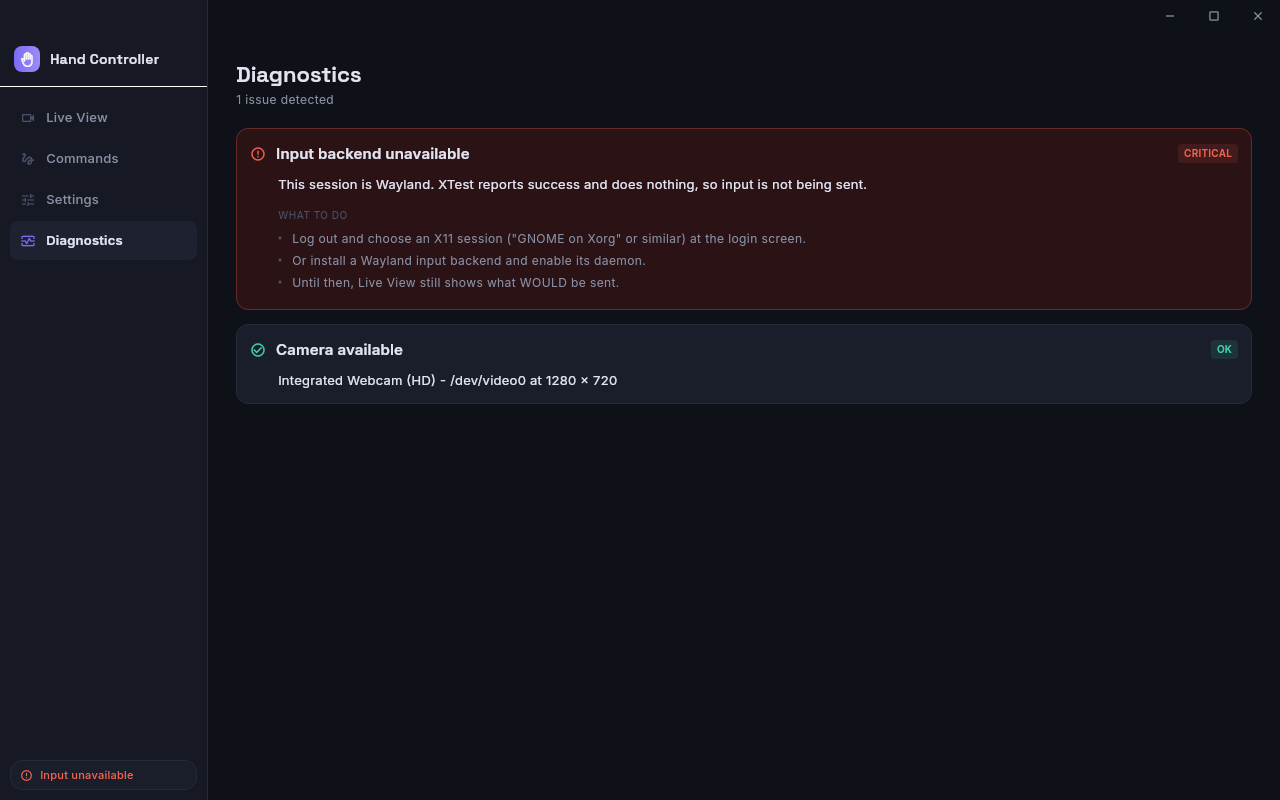 Hand Controller
Live View
Commands
Settings
Diagnostics
Input unavailable
Diagnostics
1 issue detected
Input backend unavailable
CRITICAL
This session is Wayland. XTest reports success and does nothing, so input is not being sent.
WHAT TO DO
• Log out and choose an X11 session ("GNOME on Xorg" or similar) at the login screen.
• Or install a Wayland input backend and enable its daemon.
• Until then, Live View still shows what WOULD be sent.
Camera available
OK
Integrated Webcam (HD) - /dev/video0 at 1280 × 720